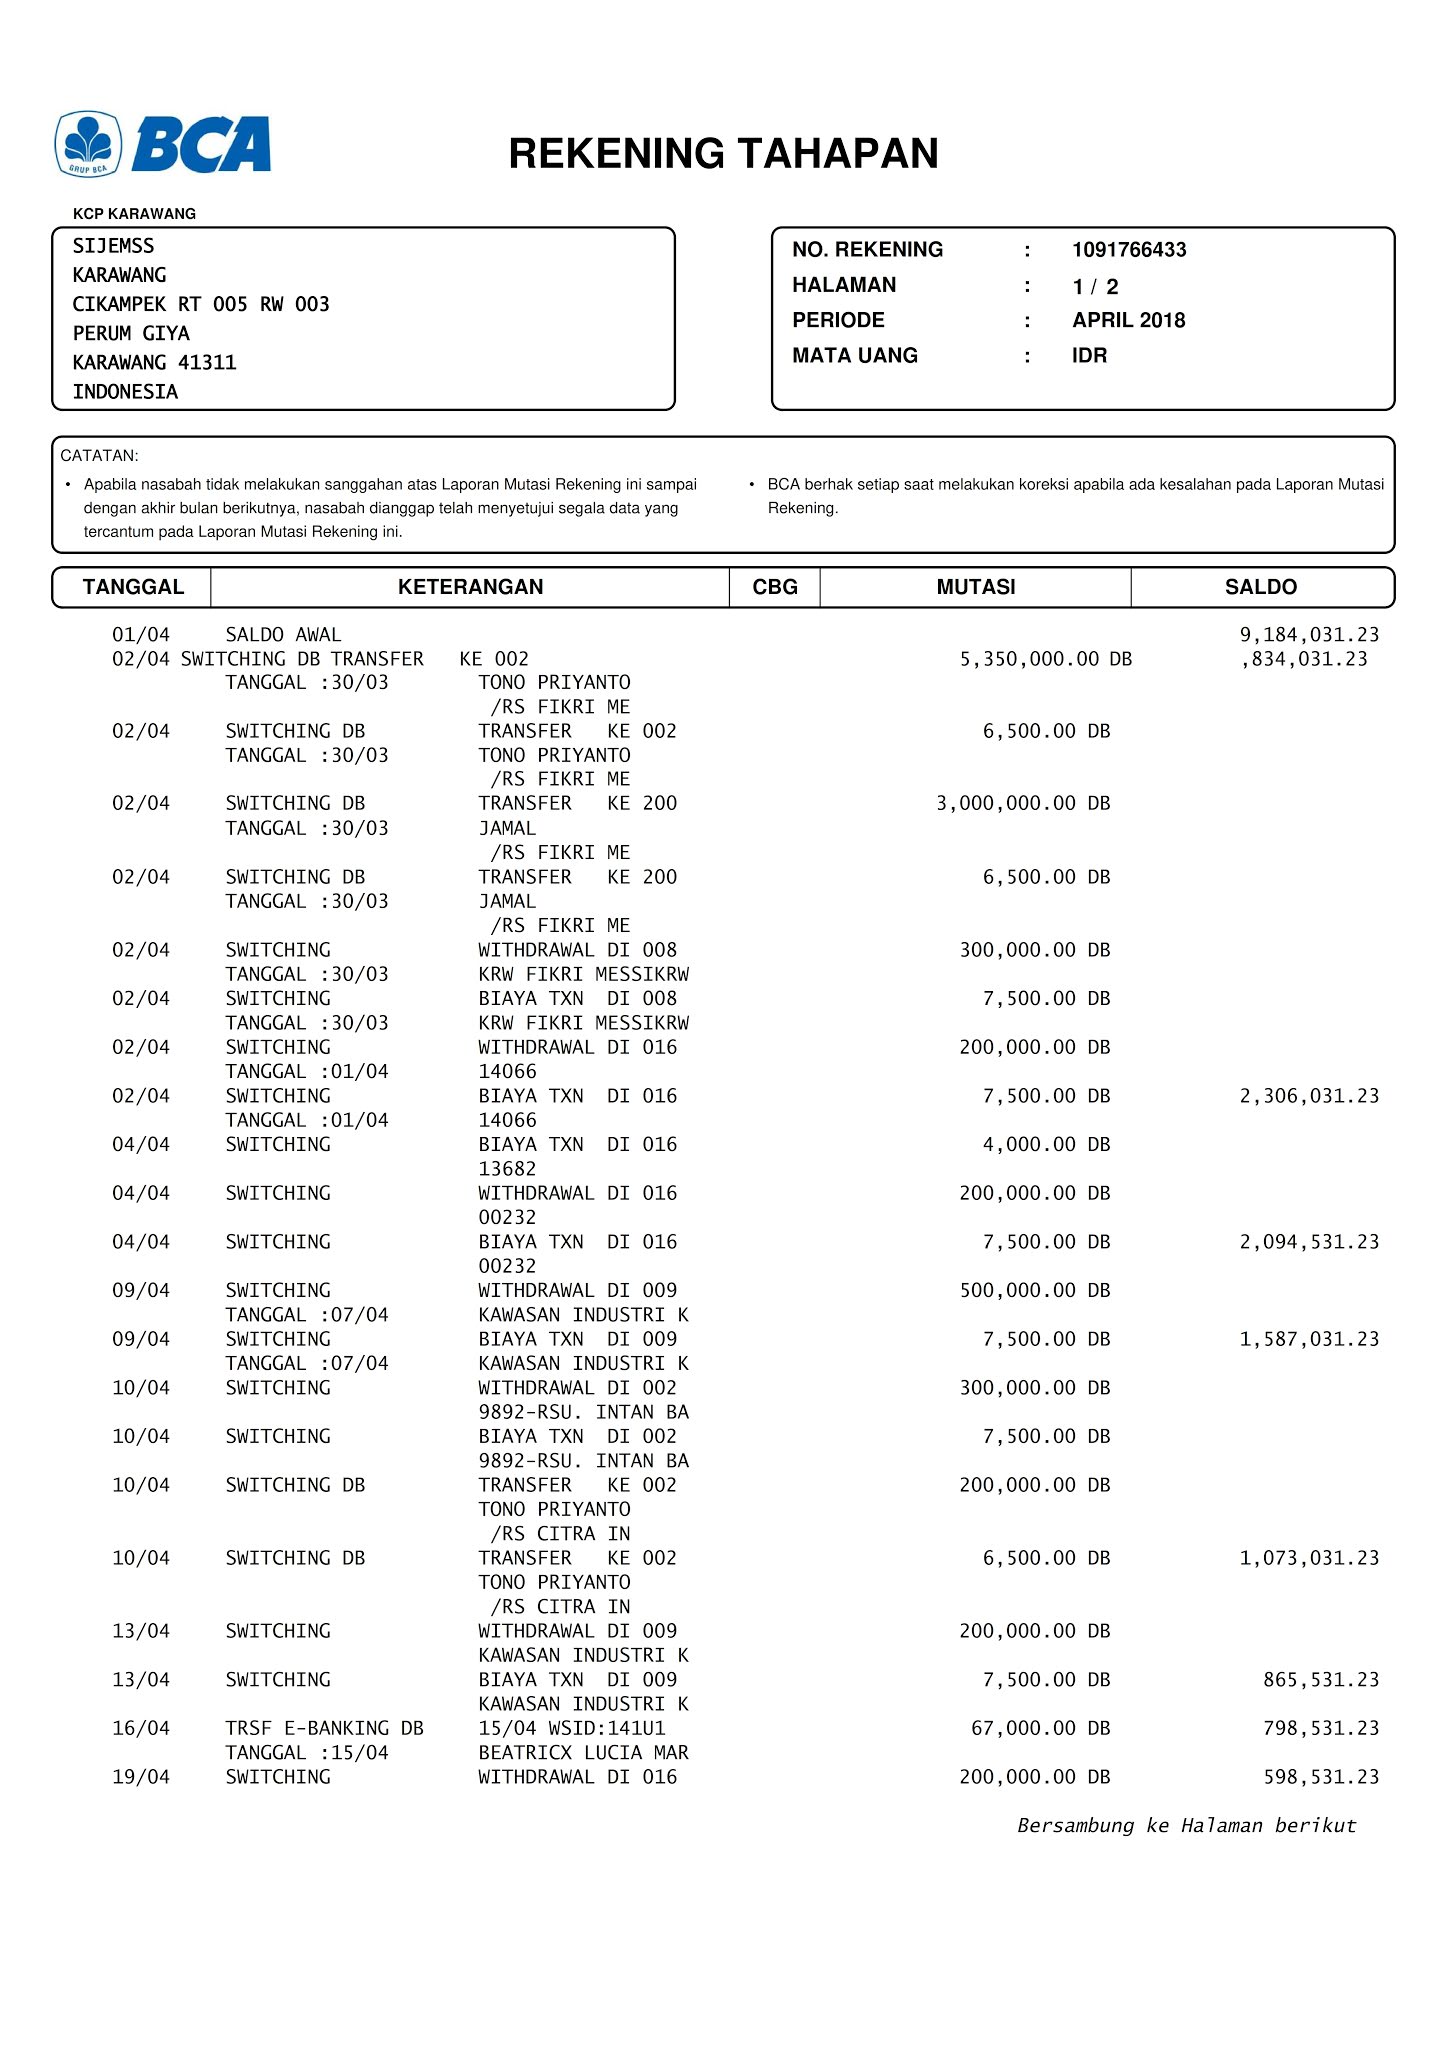 GRUP BCA
BCA
REKENING TAHAPAN
KCP KARAWANG
SIJEMSS
KARAWANG
CIKAMPEK RT 005 RW 003
PERUM GIYA
KARAWANG 41311
INDONESIA
NO. REKENING : 1091766433
HALAMAN : 1 / 2
PERIODE : APRIL 2018
MATA UANG : IDR
CATATAN:
• Apabila nasabah tidak melakukan sanggahan atas Laporan Mutasi Rekening ini sampai
dengan akhir bulan berikutnya, nasabah dianggap telah menyetujui segala data yang
tercantum pada Laporan Mutasi Rekening ini.
• BCA berhak setiap saat melakukan koreksi apabila ada kesalahan pada Laporan Mutasi
Rekening.
TANGGAL KETERANGAN CBG MUTASI SALDO
01/04 SALDO AWAL 9,184,031.23
02/04 SWITCHING DB TRANSFER KE 002 5,350,000.00 DB ,834,031.23
TANGGAL :30/03 TONO PRIYANTO
/RS FIKRI ME
02/04 SWITCHING DB TRANSFER KE 002 6,500.00 DB
TANGGAL :30/03 TONO PRIYANTO
/RS FIKRI ME
02/04 SWITCHING DB TRANSFER KE 200 3,000,000.00 DB
TANGGAL :30/03 JAMAL
/RS FIKRI ME
02/04 SWITCHING DB TRANSFER KE 200 6,500.00 DB
TANGGAL :30/03 JAMAL
/RS FIKRI ME
02/04 SWITCHING WITHDRAWAL DI 008 300,000.00 DB
TANGGAL :30/03 KRW FIKRI MESSIKRW
02/04 SWITCHING BIAYA TXN DI 008 7,500.00 DB
TANGGAL :30/03 KRW FIKRI MESSIKRW
02/04 SWITCHING WITHDRAWAL DI 016 200,000.00 DB
TANGGAL :01/04 14066
02/04 SWITCHING BIAYA TXN DI 016 7,500.00 DB 2,306,031.23
TANGGAL :01/04 14066
04/04 SWITCHING BIAYA TXN DI 016 4,000.00 DB
13682
04/04 SWITCHING WITHDRAWAL DI 016 200,000.00 DB
00232
04/04 SWITCHING BIAYA TXN DI 016 7,500.00 DB 2,094,531.23
00232
09/04 SWITCHING WITHDRAWAL DI 009 500,000.00 DB
TANGGAL :07/04 KAWASAN INDUSTRI K
09/04 SWITCHING BIAYA TXN DI 009 7,500.00 DB 1,587,031.23
TANGGAL :07/04 KAWASAN INDUSTRI K
10/04 SWITCHING WITHDRAWAL DI 002 300,000.00 DB
9892-RSU. INTAN BA
10/04 SWITCHING BIAYA TXN DI 002 7,500.00 DB
9892-RSU. INTAN BA
10/04 SWITCHING DB TRANSFER KE 002 200,000.00 DB
TONO PRIYANTO
/RS CITRA IN
10/04 SWITCHING DB TRANSFER KE 002 6,500.00 DB 1,073,031.23
TONO PRIYANTO
/RS CITRA IN
13/04 SWITCHING WITHDRAWAL DI 009 200,000.00 DB
KAWASAN INDUSTRI K
13/04 SWITCHING BIAYA TXN DI 009 7,500.00 DB 865,531.23
KAWASAN INDUSTRI K
16/04 TRSF E-BANKING DB 15/04 WSID:141U1 67,000.00 DB 798,531.23
TANGGAL :15/04 BEATRICX LUCIA MAR
19/04 SWITCHING WITHDRAWAL DI 016 200,000.00 DB 598,531.23
Bersambung ke Halaman berikut